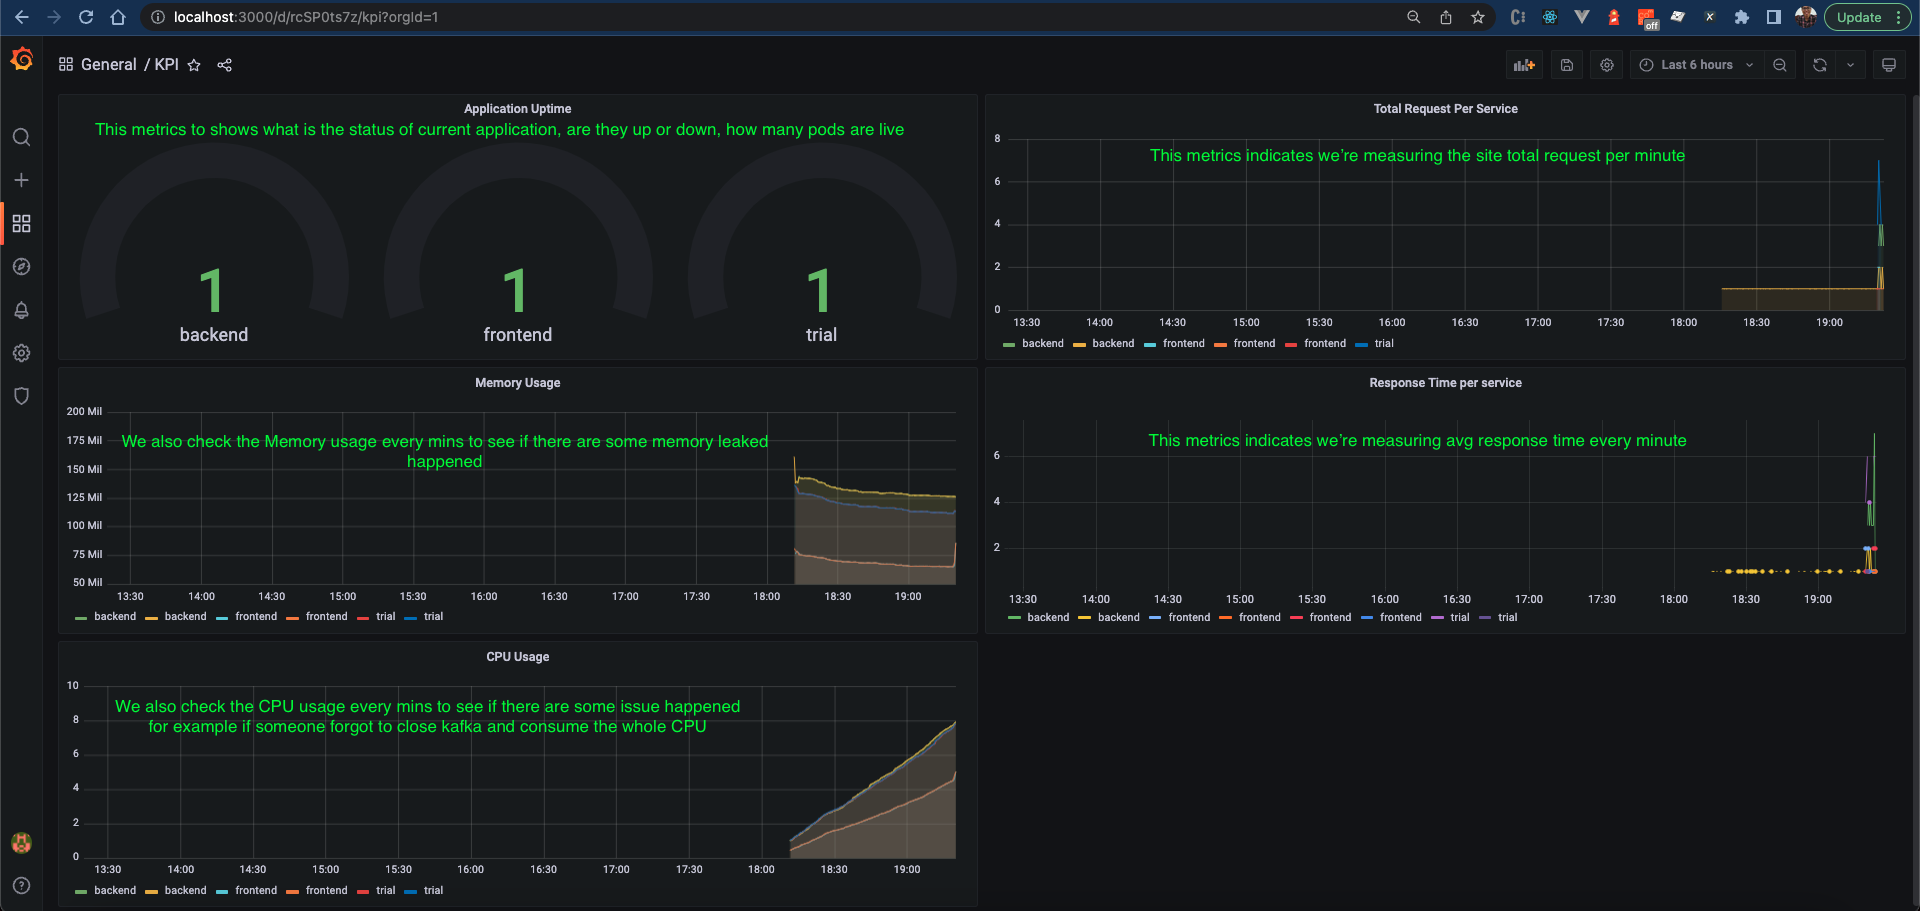 localhost:3000/d/rcSP0ts7z/kpi?orgId=1
off
Update
General / KPI
Last 6 hours
Application Uptime
This metrics to shows what is the status of current application, are they up or down, how many pods are live
1
1
1
backend
frontend
trial
Total Request Per Service
This metrics indicates we're measuring the site total request per minute
8
6
4
2
0
13:30 14:00 14:30 15:00 15:30 16:00 16:30 17:00 17:30 18:00 18:30 19:00
backend backend frontend frontend frontend trial
Memory Usage
We also check the Memory usage every mins to see if there are some memory leaked
happened
200 Mil
175 Mil
150 Mil
125 Mil
100 Mil
75 Mil
50 Mil
13:30 14:00 14:30 15:00 15:30 16:00 16:30 17:00 17:30 18:00 18:30 19:00
backend backend frontend frontend trial trial
Response Time per service
This metrics indicates we're measuring avg response time every minute
6
4
2
13:30 14:00 14:30 15:00 15:30 16:00 16:30 17:00 17:30 18:00 18:30 19:00
backend backend frontend frontend frontend frontend trial trial
CPU Usage
We also check the CPU usage every mins to see if there are some issue happened
for example if someone forgot to close kafka and consume the whole CPU
10
8
6
4
2
0
13:30 14:00 14:30 15:00 15:30 16:00 16:30 17:00 17:30 18:00 18:30 19:00
backend backend frontend frontend trial trial